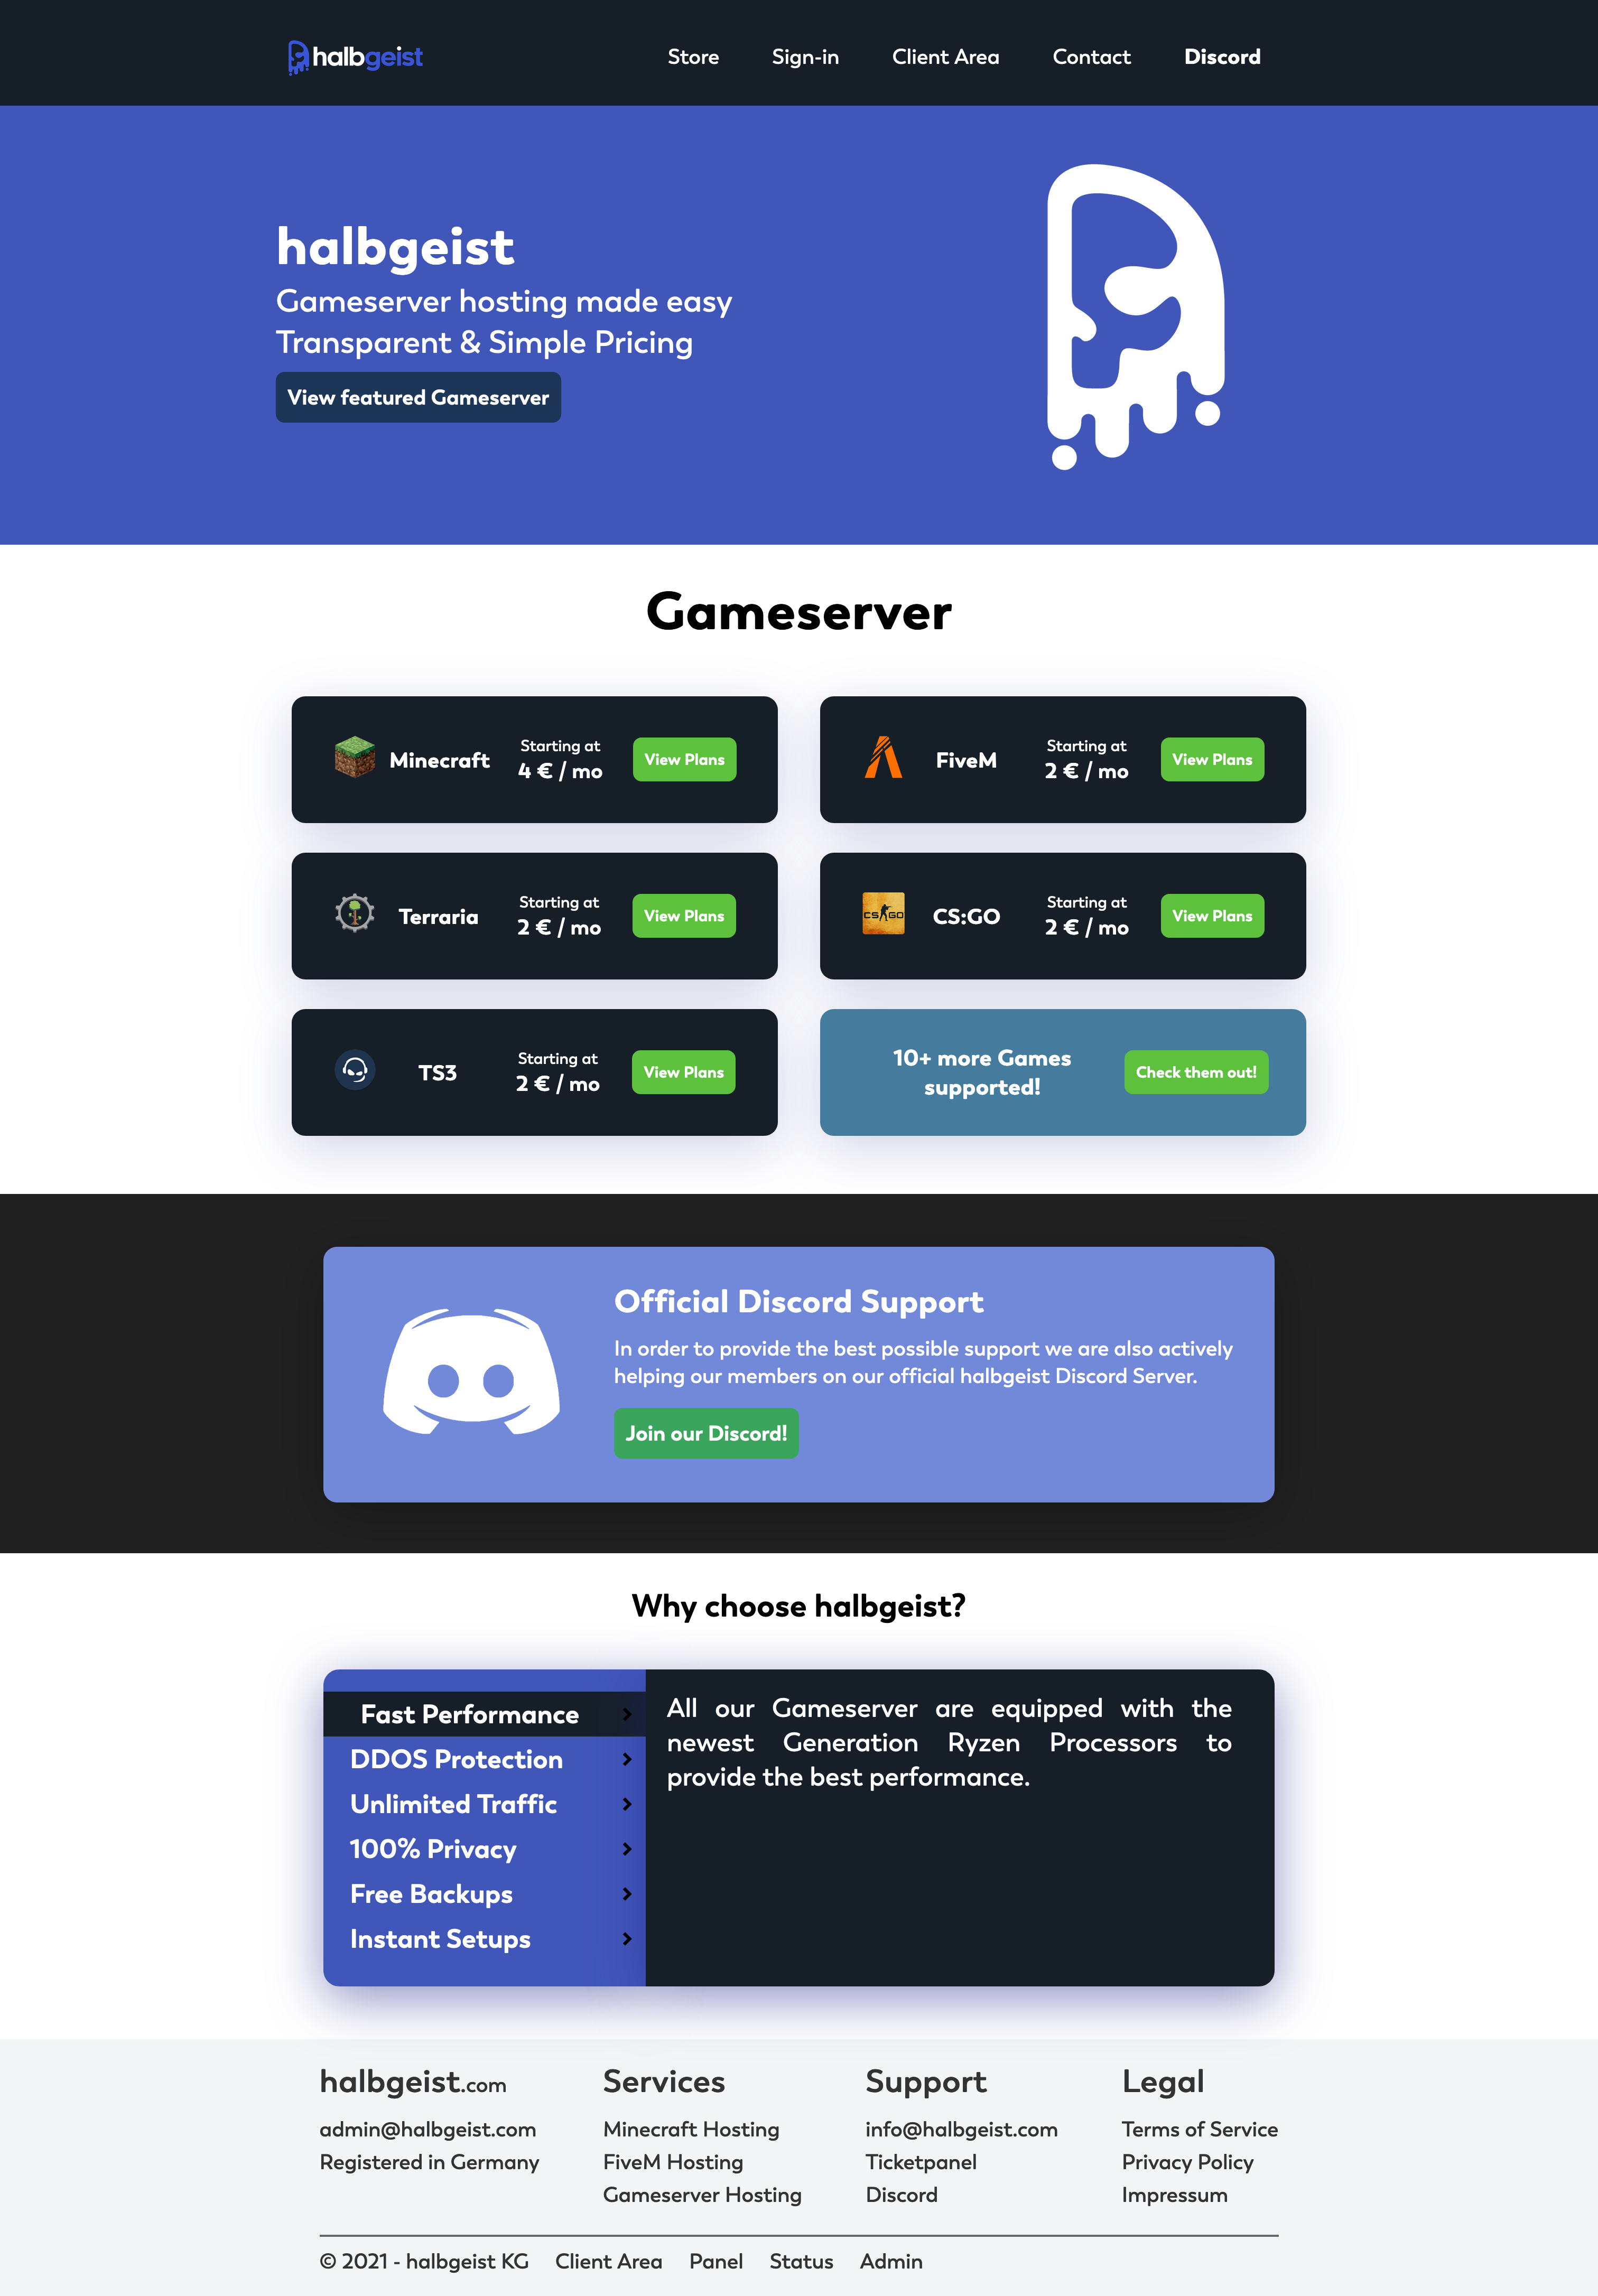 halbgeist
Store
Sign-in
Client Area
Contact
Discord
halbgeist
Gameserver hosting made easy
Transparent & Simple Pricing
View featured Gameserver
Gameserver
Minecraft
Starting at
4 € / mo
View Plans
FiveM
Starting at
2 € / mo
View Plans
Terraria
Starting at
2 € / mo
View Plans
CS GO
CS:GO
Starting at
2 € / mo
View Plans
TS3
Starting at
2 € / mo
View Plans
10+ more Games
supported!
Check them out!
Official Discord Support
In order to provide the best possible support we are also actively
helping our members on our official halbgeist Discord Server.
Join our Discord!
Why choose halbgeist?
Fast Performance
DDOS Protection
Unlimited Traffic
100% Privacy
Free Backups
Instant Setups
All our Gameserver are equipped with the
newest Generation Ryzen Processors to
provide the best performance.
halbgeist.com
admin@halbgeist.com
Registered in Germany
Services
Minecraft Hosting
FiveM Hosting
Gameserver Hosting
Support
info@halbgeist.com
Ticketpanel
Discord
Legal
Terms of Service
Privacy Policy
Impressum
© 2021 - halbgeist KG
Client Area
Panel
Status
Admin